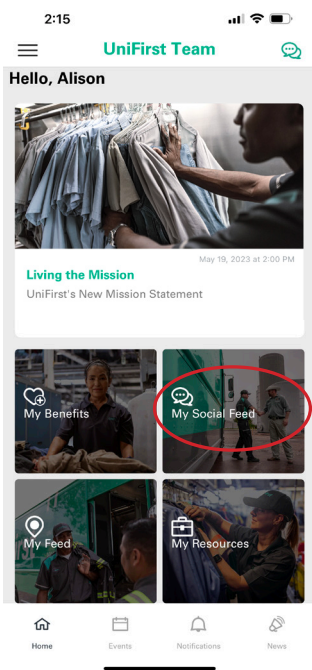 2:15
UniFirst Team
Hello, Alison
May 19, 2023 at 2:00 PM
Living the Mission
UniFirst's New Mission Statement
My Benefits
My Social Feed
My Feed
My Resources
Home
Events
Notifications
News